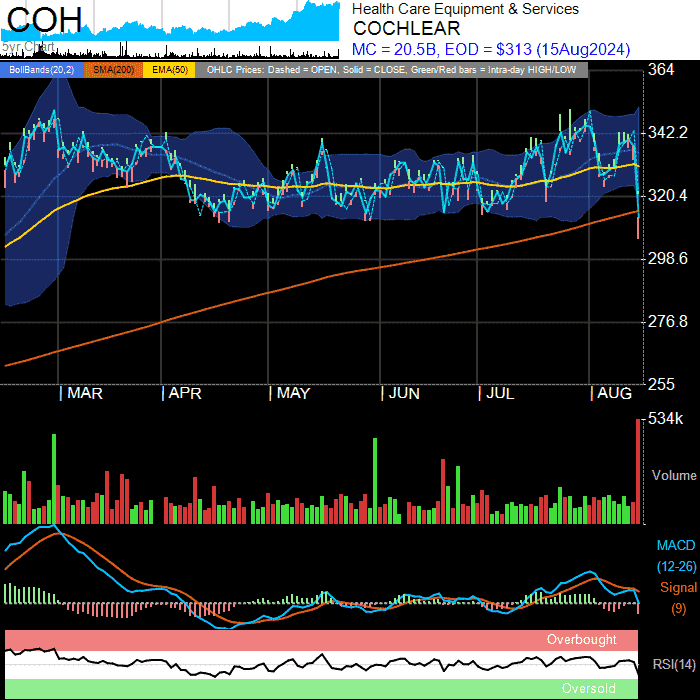 COH
5yr Chart
Health Care Equipment & Services
COCHLEAR
MC = 20.5B, EOD = $313 (15Aug2024)
BollBands(20,2) SMA(200) EMA(50) OHLC Prices: Dashed = OPEN, Solid = CLOSE, Green/Red bars = Intra-day HIGH/LOW
364
342.2
320.4
298.6
276.8
255
| MAR | APR | MAY | JUN | JUL | AUG
534k
Volume
MACD
(12-26)
Signal
(9)
Overbought
RSI(14)
Oversold